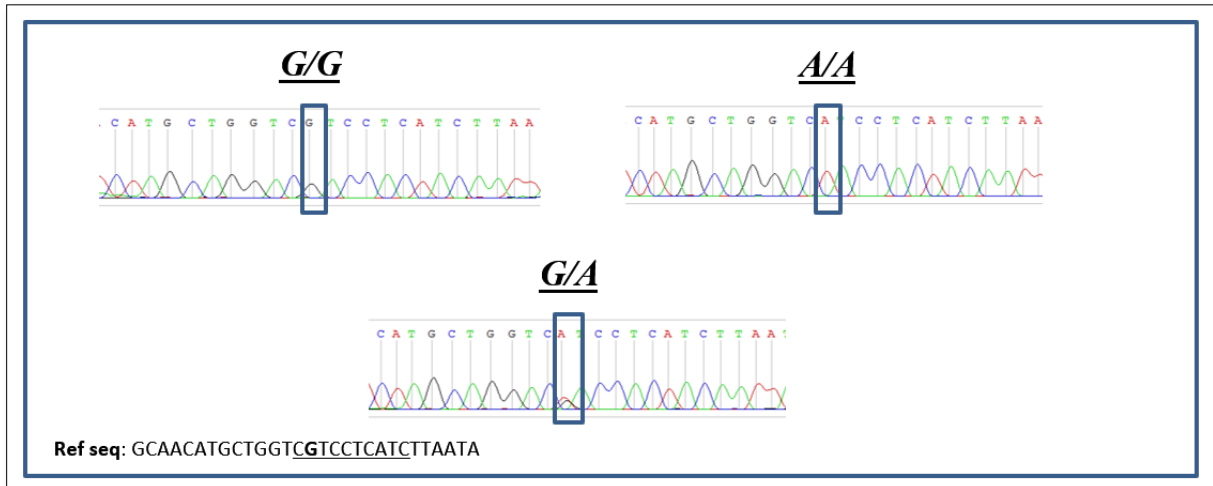 G/G
A/A
. C A T G C T G G T C G T C C T C A T C T T A A
C A T G C T G G T C A T C C T C A T C T T A A
G/A
C A T G C T G G T C A T C C T C A T C T T A A T
Ref seq: GCAACATGCTGGTCGTCCTCATCTTAATA